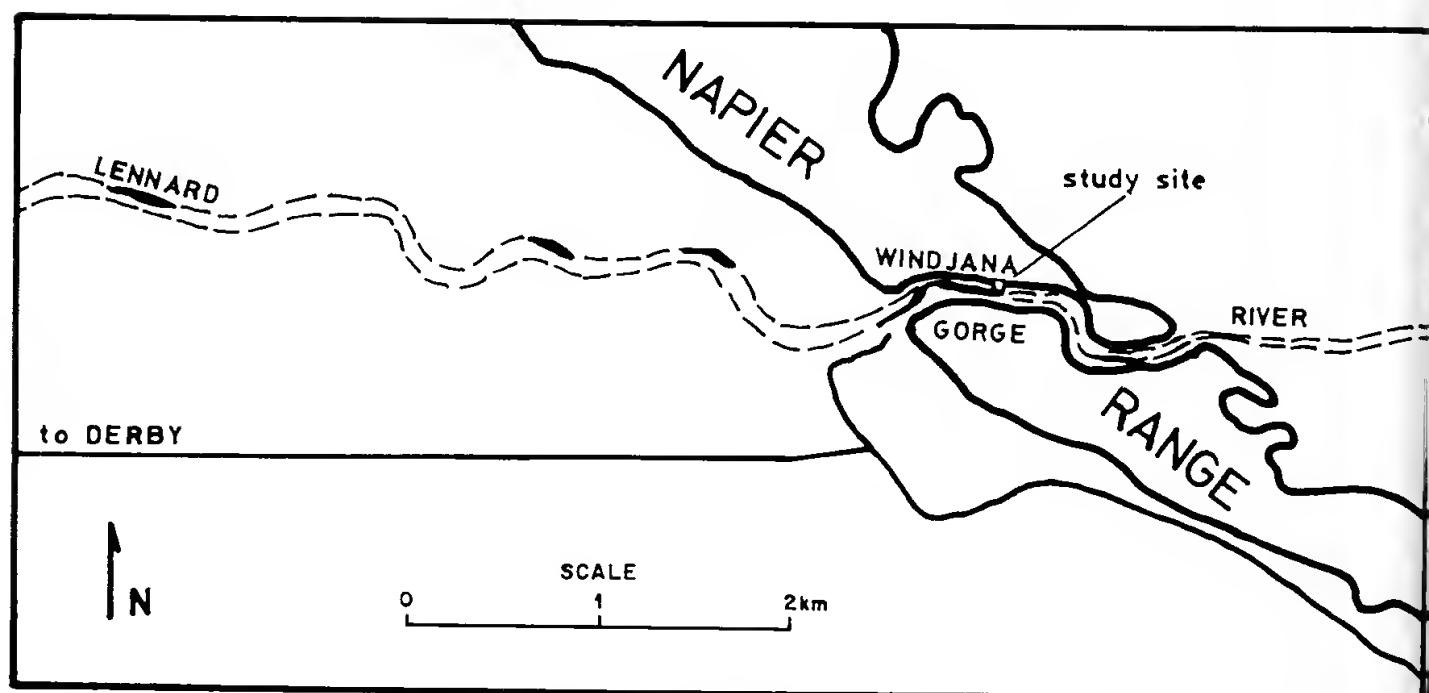 NAPIER
LENNARD
study site
WINDJANA
GORGE
RIVER
RANGE
to DERBY
N
SCALE
0 1 2km